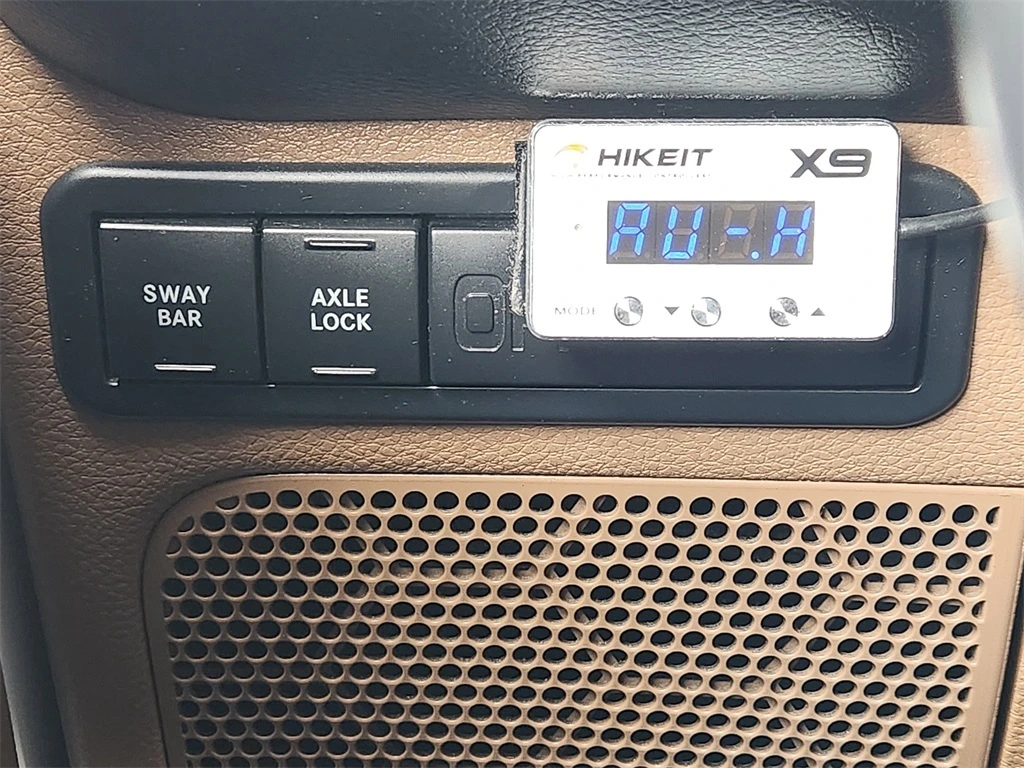 HIKEIT X9
AU-.H
MODE
SWAY
BAR
AXLE
LOCK